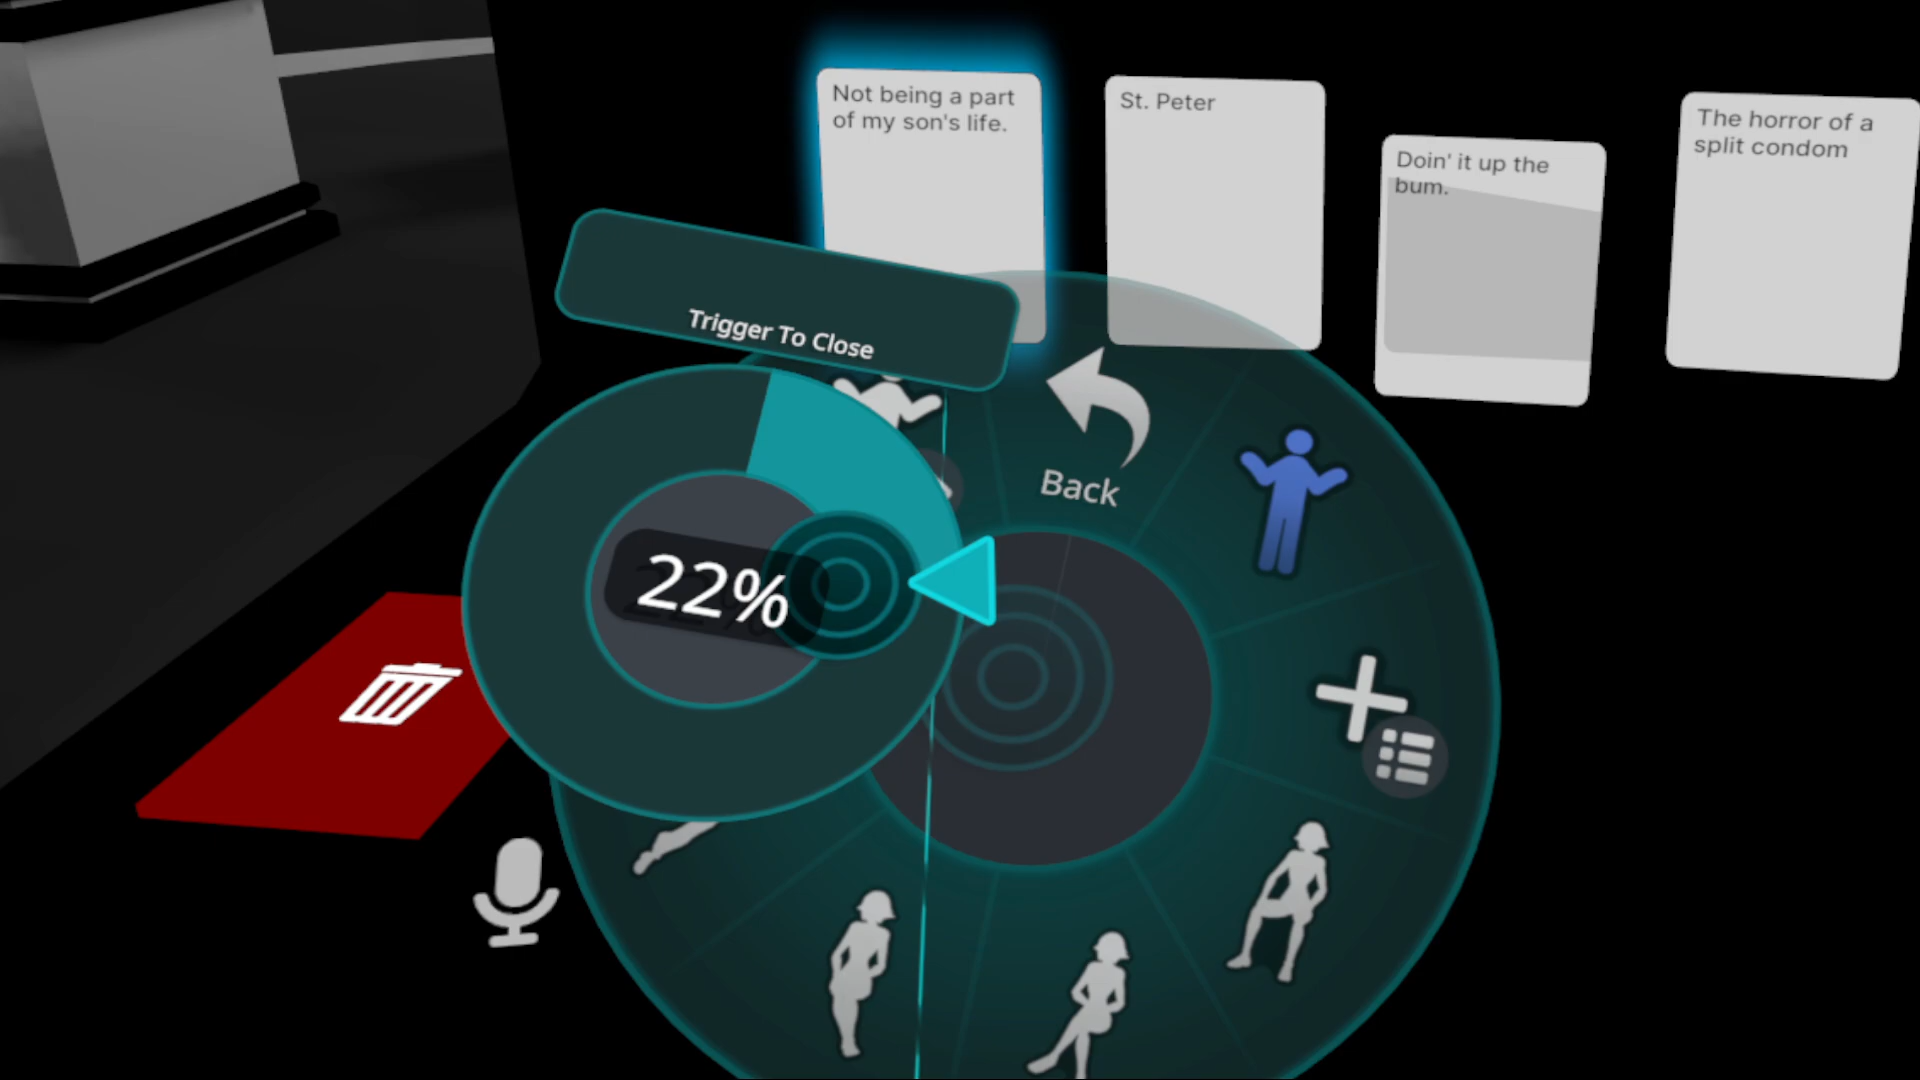 Not being a part
of my son's life.
St. Peter
Doin' it up the
bum.
The horror of a
split condom
Trigger To Close
Back
22%